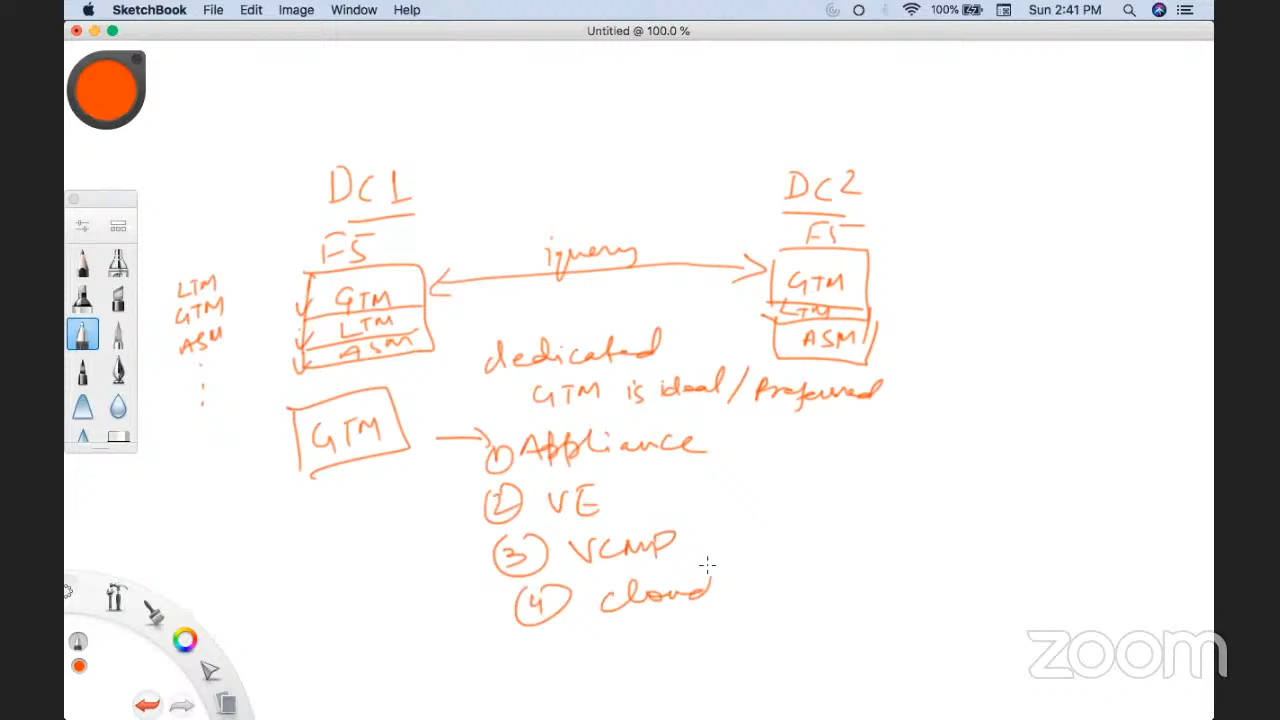 SketchBook File Edit Image Window Help 100% Sun 2:41 PM
Untitled @ 100.0 %
DC1
DC2
F5
F5
iquery
LTM
GTM
ASM
GTM
LTM
ASM
GTM
LTM
ASM
dedicated
GTM is ideal / Preferred
GTM
① Appliance
② VE
③ VCMP
④ cloud
zoom